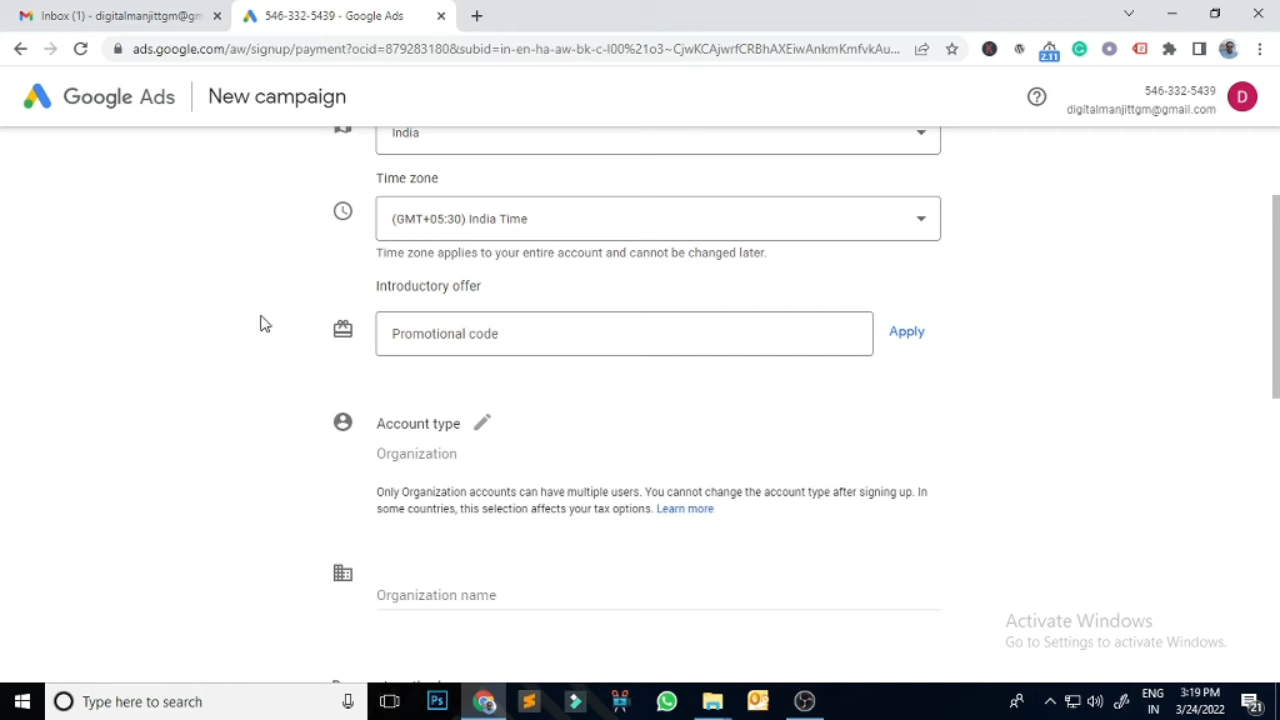 Inbox (1) - digitalmanjittgm@gm
546-332-5439 - Google Ads
ads.google.com/aw/signup/payment?ocid=879283180&subid=in-en-ha-aw-bk-c-l00%21o3~CjwKCAjwrfCRBhAXEiwAnkmKmfvkAu...
2.11
Google Ads
New campaign
546-332-5439
digitalmanjittgm@gmail.com
D
India
Time zone
(GMT+05:30) India Time
Time zone applies to your entire account and cannot be changed later.
Introductory offer
Promotional code
Apply
Account type
Organization
Only Organization accounts can have multiple users. You cannot change the account type after signing up. In
some countries, this selection affects your tax options. Learn more
Organization name
Activate Windows
Go to Settings to activate Windows.
Type here to search
Ps
ENG
IN
3:19 PM
3/24/2022
21